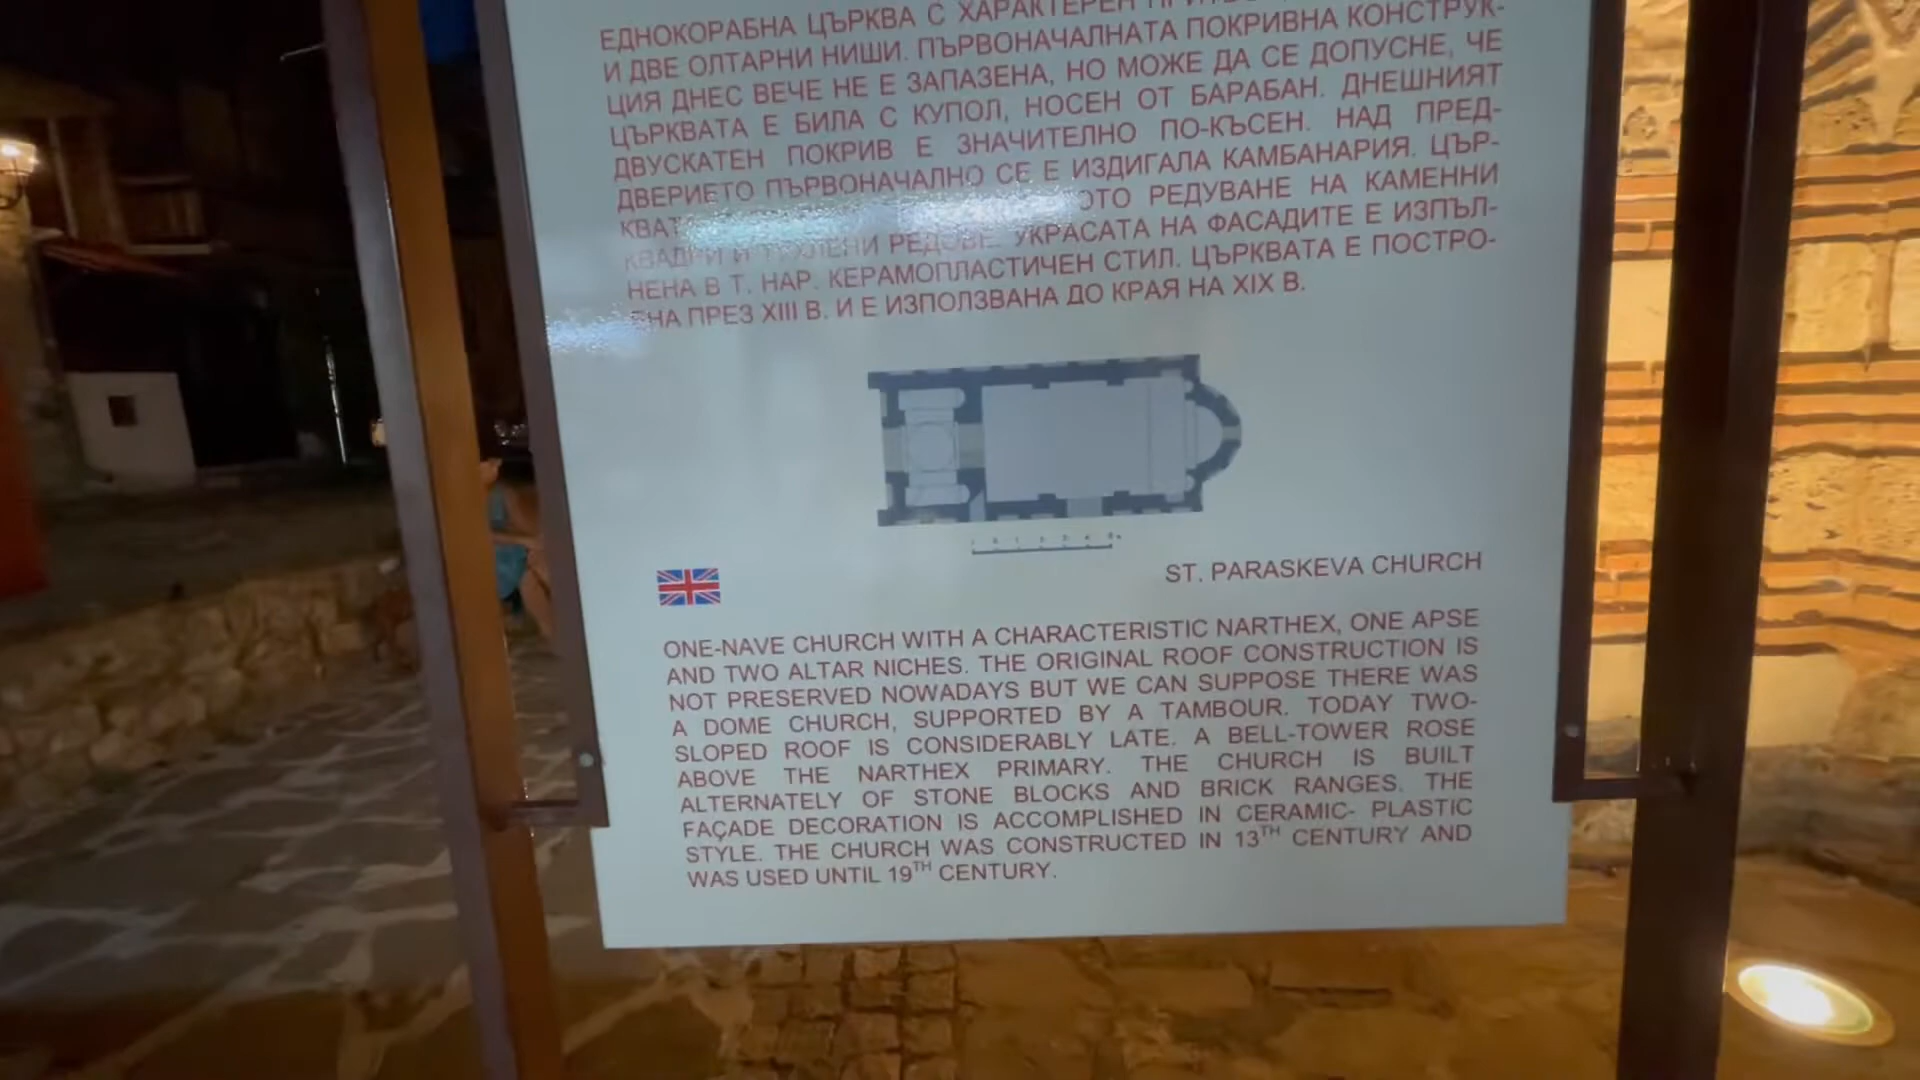 ЕДНОКОРАБНА ЦЪРКВА С ХАРАКТЕРЕН
И ДВЕ ОЛТАРНИ НИШИ. ПЪРВОНАЧАЛНАТА ПОКРИВНА КОНСТРУК-
ЦИЯ ДНЕС ВЕЧЕ НЕ Е ЗАПАЗЕНА, НО МОЖЕ ДА СЕ ДОПУСНЕ, ЧЕ
ЦЪРКВАТА Е БИЛА С КУПОЛ, НОСЕН ОТ БАРАБАН. ДНЕШНИЯТ
ДВУСКАТЕН ПОКРИВ Е ЗНАЧИТЕЛНО ПО-КЪСЕН. НАД ПРЕД-
ДВЕРИЕТО ПЪРВОНАЧАЛНО СЕ Е ИЗДИГАЛА КАМБАНАРИЯ. ЦЪР-
РЕДУВАНЕ НА КАМЕННИ
КВАДРИ И ТУХЛЕНИ РЕДОВЕ. УКРАСАТА НА ФАСАДИТЕ Е ИЗПЪЛ-
НЕНА В Т. НАР. КЕРАМОПЛАСТИЧЕН СТИЛ. ЦЪРКВАТА Е ПОСТРО-
ЕНА ПРЕЗ XIII В. И Е ИЗПОЛЗВАНА ДО КРАЯ НА XIX В.
ST. PARASKEVA CHURCH
ONE-NAVE CHURCH WITH A CHARACTERISTIC NARTHEX, ONE APSE
AND TWO ALTAR NICHES. THE ORIGINAL ROOF CONSTRUCTION IS
NOT PRESERVED NOWADAYS BUT WE CAN SUPPOSE THERE WAS
A DOME CHURCH, SUPPORTED BY A TAMBOUR. TODAY TWO-
SLOPED ROOF IS CONSIDERABLY LATE. A BELL-TOWER ROSE
ABOVE THE NARTHEX PRIMARY. THE CHURCH IS BUILT
ALTERNATELY OF STONE BLOCKS AND BRICK RANGES. THE
FAÇADE DECORATION IS ACCOMPLISHED IN CERAMIC- PLASTIC
STYLE. THE CHURCH WAS CONSTRUCTED IN 13TH CENTURY AND
WAS USED UNTIL 19TH CENTURY.